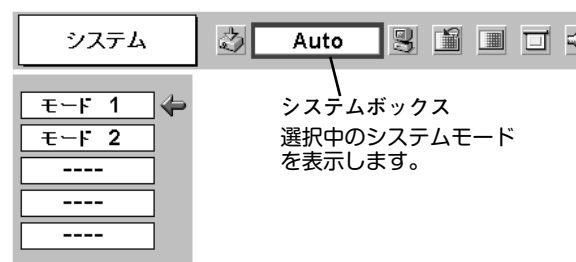 システム
Auto
モード 1
モード 2
----
----
----
システムボックス
選択中のシステムモード
を表示します。